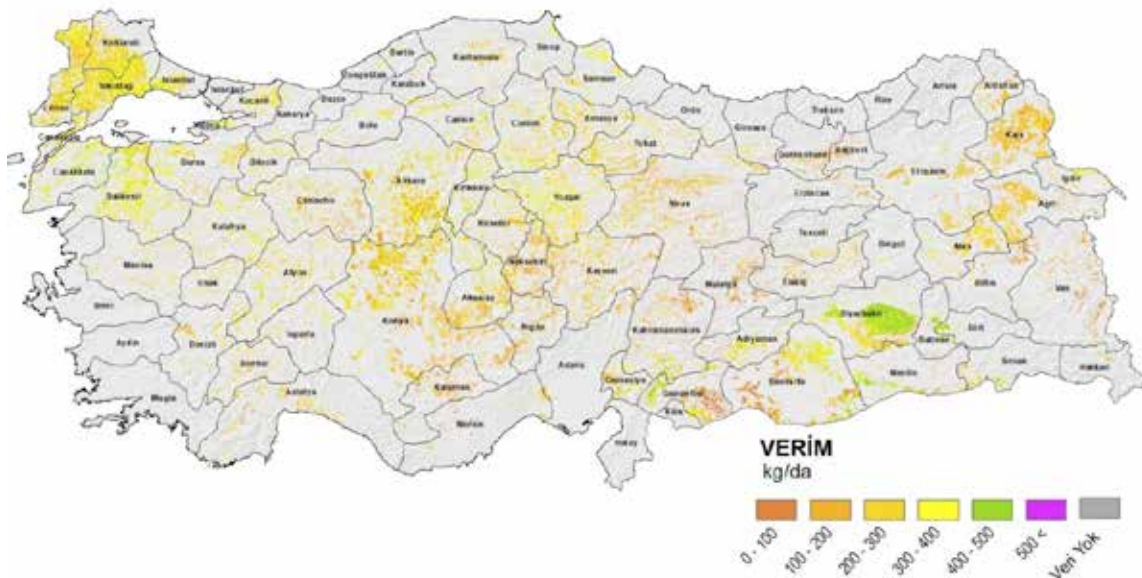 Kırklareli
Tekirdağ
İstanbul
Edirne
Kocaeli
Sakarya
Düzce
Zonguldak
Bartın
Karabük
Kastamonu
Sinop
Samsun
Ordu
Giresun
Trabzon
Rize
Artvin
Ardahan
Kars
Gümüşhane
Bayburt
Erzurum
Iğdır
Ağrı
Çanakkale
Çanakkale
Balıkesir
Bursa
Bilecik
Bolu
Çankırı
Çorum
Amasya
Tokat
Ankara
Kırıkkale
Yozgat
Sivas
Erzincan
Tunceli
Bingöl
Muş
Kütahya
Eskişehir
Kırşehir
Nevşehir
Kayseri
Malatya
Elazığ
Bitlis
Van
Manisa
Uşak
Afyon
Konya
Aksaray
Niğde
Kahramanmaraş
Adıyaman
Diyarbakır
Batman
Siirt
Şırnak
Hakkari
İzmir
Aydın
Denizli
Isparta
Burdur
Muğla
Antalya
Karaman
Mersin
Adana
Osmaniye
Gaziantep
Kilis
Şanlıurfa
Mardin
Hatay
VERİM
kg/da
0 - 100
100 - 200
200 - 300
300 - 400
400 - 500
500 <
Veri Yok